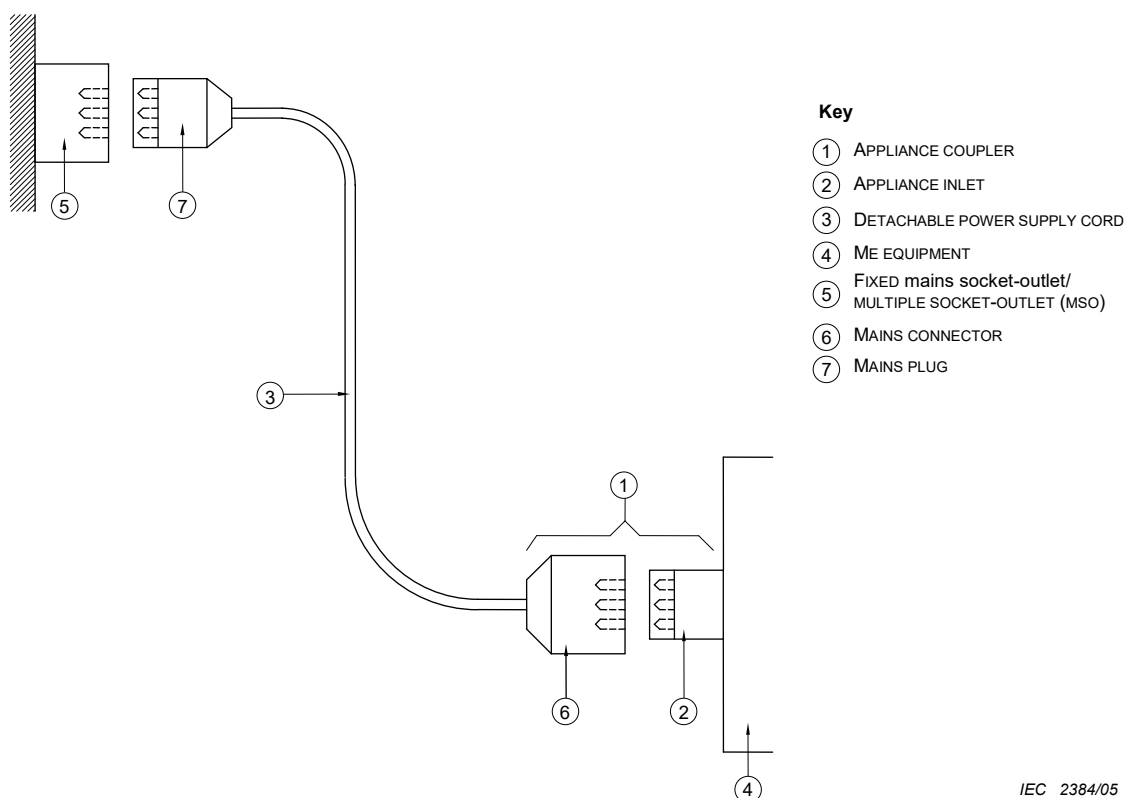 Key
1 APPLIANCE COUPLER
2 APPLIANCE INLET
3 DETACHABLE POWER SUPPLY CORD
4 ME EQUIPMENT
5 FIXED mains socket-outlet/
MULTIPLE SOCKET-OUTLET (MSO)
6 MAINS CONNECTOR
7 MAINS PLUG
5
7
3
1
6
2
4
IEC 2384/05